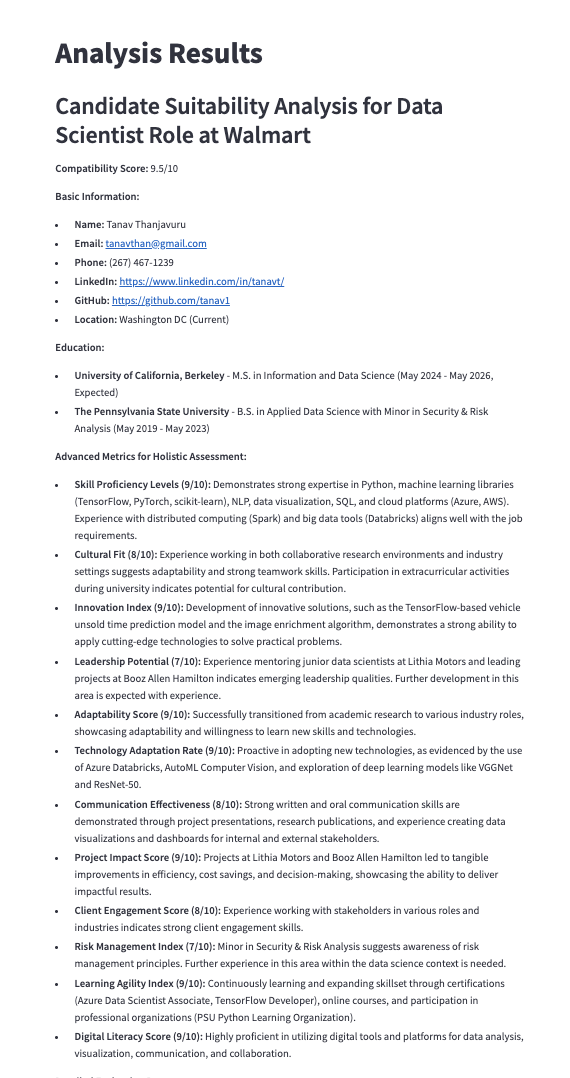 Analysis Results
Candidate Suitability Analysis for Data
Scientist Role at Walmart
Compatibility Score: 9.5/10
Basic Information:
• Name: Tanav Thanjavuru
• Email: tanavthan@gmail.com
• Phone: (267) 467-1239
• LinkedIn: https://www.linkedin.com/in/tanavt/
• GitHub: https://github.com/tanav1
• Location: Washington DC (Current)
Education:
• University of California, Berkeley - M.S. in Information and Data Science (May 2024 - May 2026,
Expected)
• The Pennsylvania State University - B.S. in Applied Data Science with Minor in Security & Risk
Analysis (May 2019 - May 2023)
Advanced Metrics for Holistic Assessment:
• Skill Proficiency Levels (9/10): Demonstrates strong expertise in Python, machine learning libraries
(TensorFlow, PyTorch, scikit-learn), NLP, data visualization, SQL, and cloud platforms (Azure, AWS).
Experience with distributed computing (Spark) and big data tools (Databricks) aligns well with the job
requirements.
• Cultural Fit (8/10): Experience working in both collaborative research environments and industry
settings suggests adaptability and strong teamwork skills. Participation in extracurricular activities
during university indicates potential for cultural contribution.
• Innovation Index (9/10): Development of innovative solutions, such as the TensorFlow-based vehicle
unsold time prediction model and the image enrichment algorithm, demonstrates a strong ability to
apply cutting-edge technologies to solve practical problems.
• Leadership Potential (7/10): Experience mentoring junior data scientists at Lithia Motors and leading
projects at Booz Allen Hamilton indicates emerging leadership qualities. Further development in this
area is expected with experience.
• Adaptability Score (9/10): Successfully transitioned from academic research to various industry roles,
showcasing adaptability and willingness to learn new skills and technologies.
• Technology Adaptation Rate (9/10): Proactive in adopting new technologies, as evidenced by the use
of Azure Databricks, AutoML Computer Vision, and exploration of deep learning models like VGGNet
and ResNet-50.
• Communication Effectiveness (8/10): Strong written and oral communication skills are
demonstrated through project presentations, research publications, and experience creating data
visualizations and dashboards for internal and external stakeholders.
• Project Impact Score (9/10): Projects at Lithia Motors and Booz Allen Hamilton led to tangible
improvements in efficiency, cost savings, and decision-making, showcasing the ability to deliver
impactful results.
• Client Engagement Score (8/10): Experience working with stakeholders in various roles and
industries indicates strong client engagement skills.
• Risk Management Index (7/10): Minor in Security & Risk Analysis suggests awareness of risk
management principles. Further experience in this area within the data science context is needed.
• Learning Agility Index (9/10): Continuously learning and expanding skillset through certifications
(Azure Data Scientist Associate, TensorFlow Developer), online courses, and participation in
professional organizations (PSU Python Learning Organization).
• Digital Literacy Score (9/10): Highly proficient in utilizing digital tools and platforms for data analysis,
visualization, communication, and collaboration.